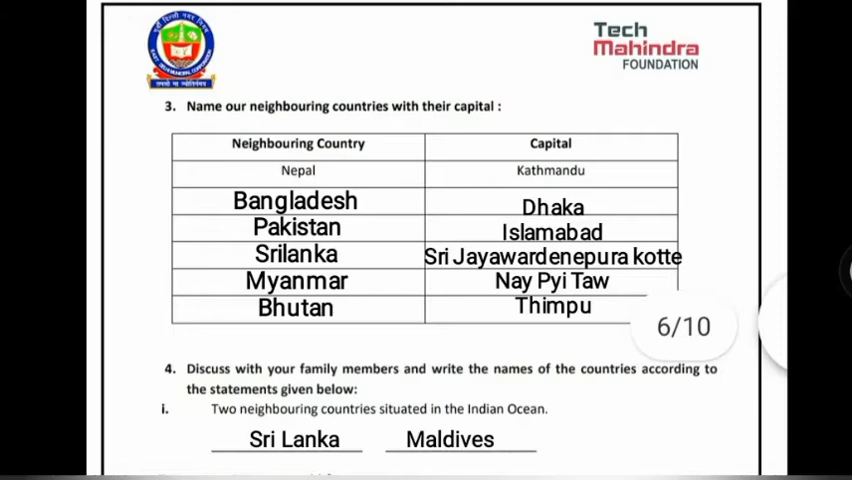 Tech
Mahindra
FOUNDATION
3. Name our neighbouring countries with their capital :
Neighbouring Country Capital
Nepal Kathmandu
Bangladesh Dhaka
Pakistan Islamabad
Srilanka Sri Jayawardenepura kotte
Myanmar Nay Pyi Taw
Bhutan Thimpu
6/10
4. Discuss with your family members and write the names of the countries according to
the statements given below:
i. Two neighbouring countries situated in the Indian Ocean.
Sri Lanka Maldives